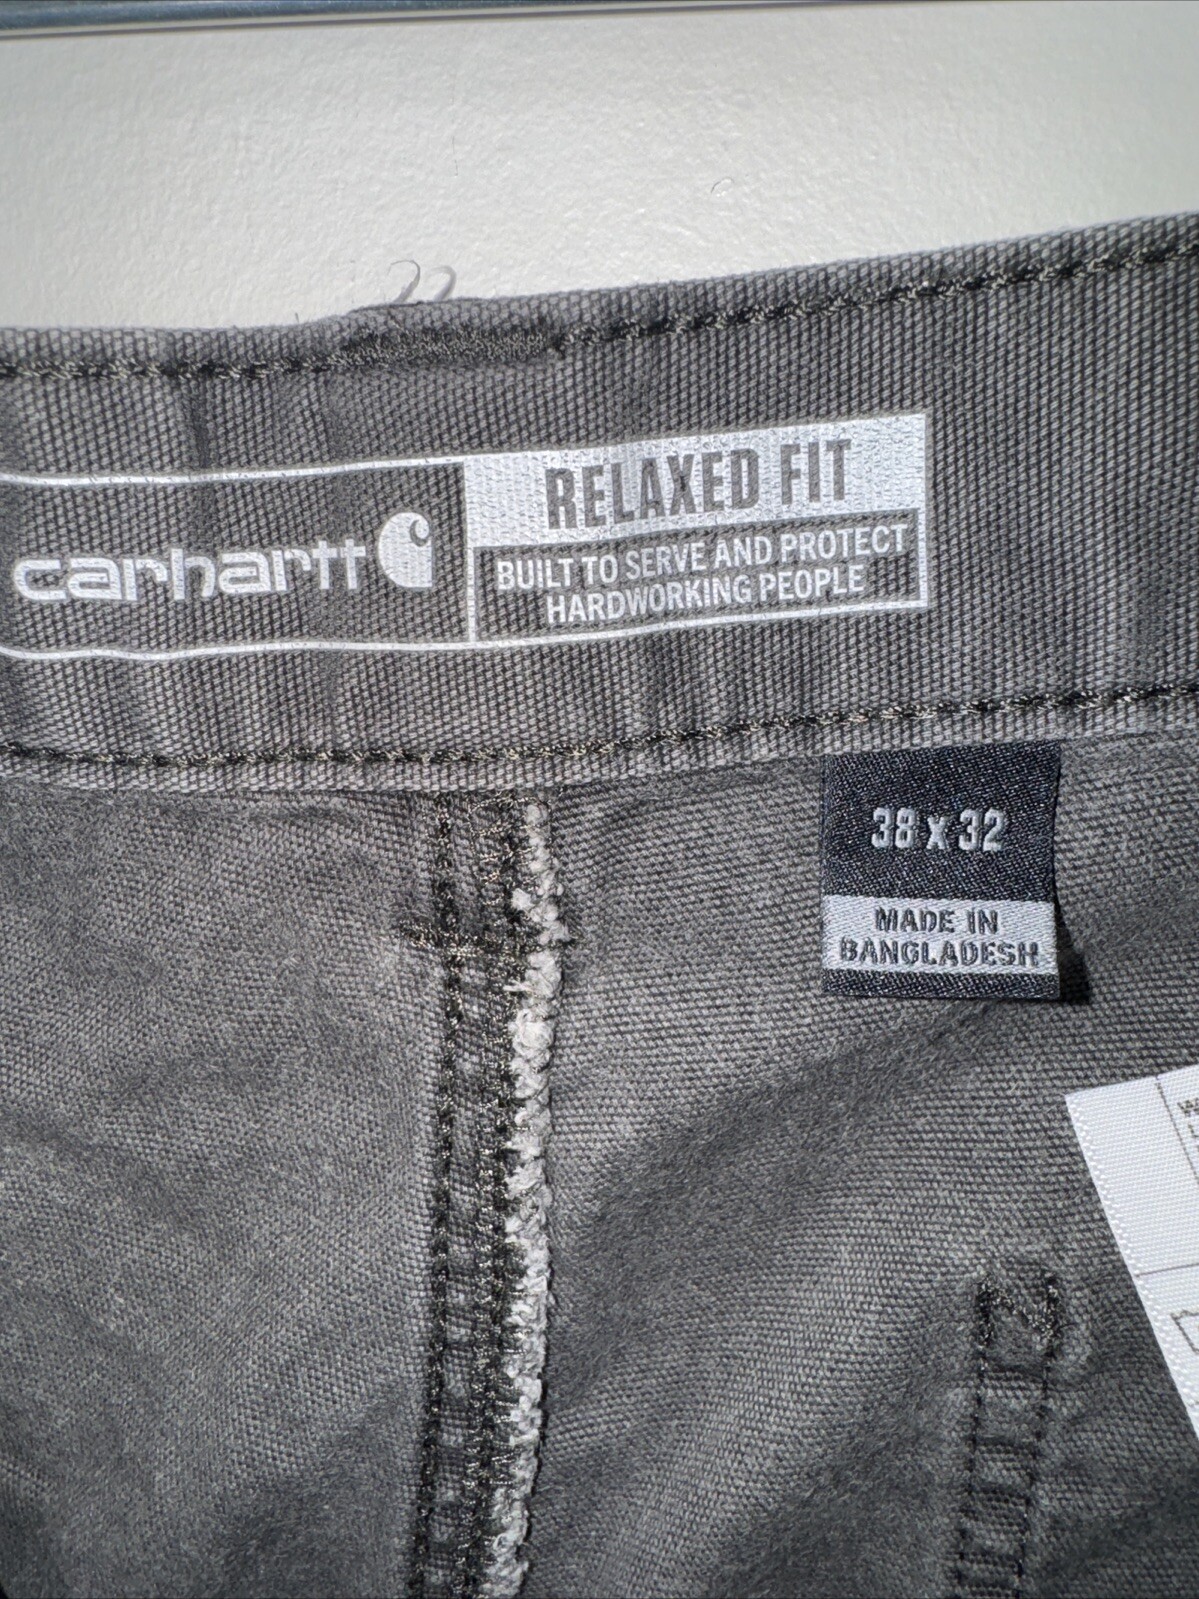 carhartt
RELAXED FIT
BUILT TO SERVE AND PROTECT
HARDWORKING PEOPLE
38 x 32
MADE IN
BANGLADESH